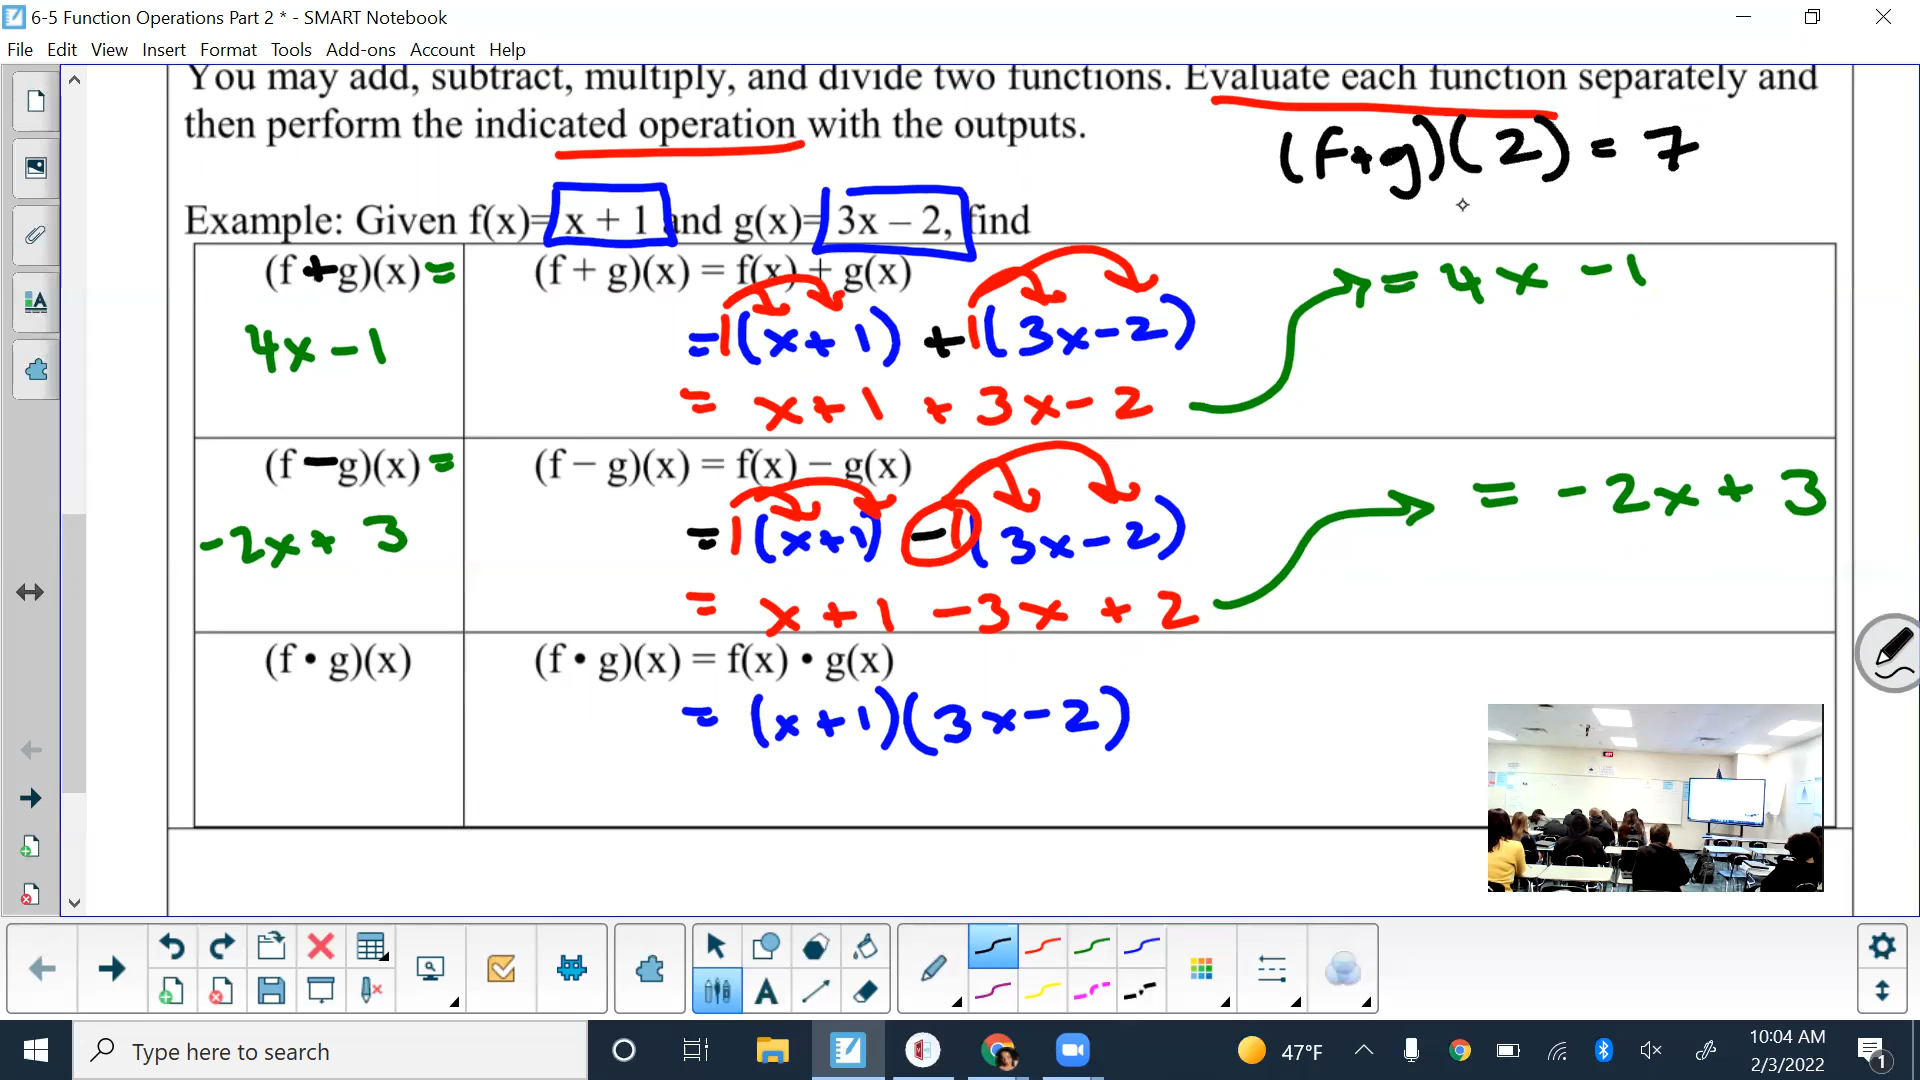 6-5 Function Operations Part 2 * - SMART Notebook
File Edit View Insert Format Tools Add-ons Account Help
You may add, subtract, multiply, and divide two functions. Evaluate each function separately and
then perform the indicated operation with the outputs.
(f+g)(2) = 7
Example: Given f(x)= x + 1 and g(x)= 3x – 2, find
(f + g)(x) =
4x - 1
(f + g)(x) = f(x) + g(x)
= 1(x + 1) + 1(3x - 2)
= x + 1 + 3x - 2
= 4x - 1
(f - g)(x) =
-2x + 3
(f − g)(x) = f(x) − g(x)
= 1(x+1) - 1(3x - 2)
= x + 1 - 3x + 2
= -2x + 3
(f • g)(x)
(f • g)(x) = f(x) • g(x)
= (x + 1)(3x - 2)
A
Type here to search
47°F
10:04 AM
2/3/2022
1